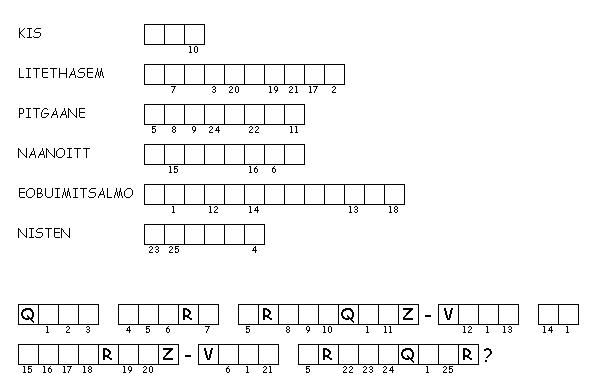 KIS
10
LITETHASEM
7 3 20 19 21 17 2
PITGAANE
5 8 9 24 22 11
NAANOITT
15 16 6
EOBUIMITSALMO
1 12 14 13 18
NISTEN
23 25 4
Q R R Q Z - V
1 2 3 4 5 6 7 5 8 9 10 1 11 12 1 13 14 1
R Z - V R Q R ?
15 16 17 18 19 20 6 1 21 5 22 23 24 1 25